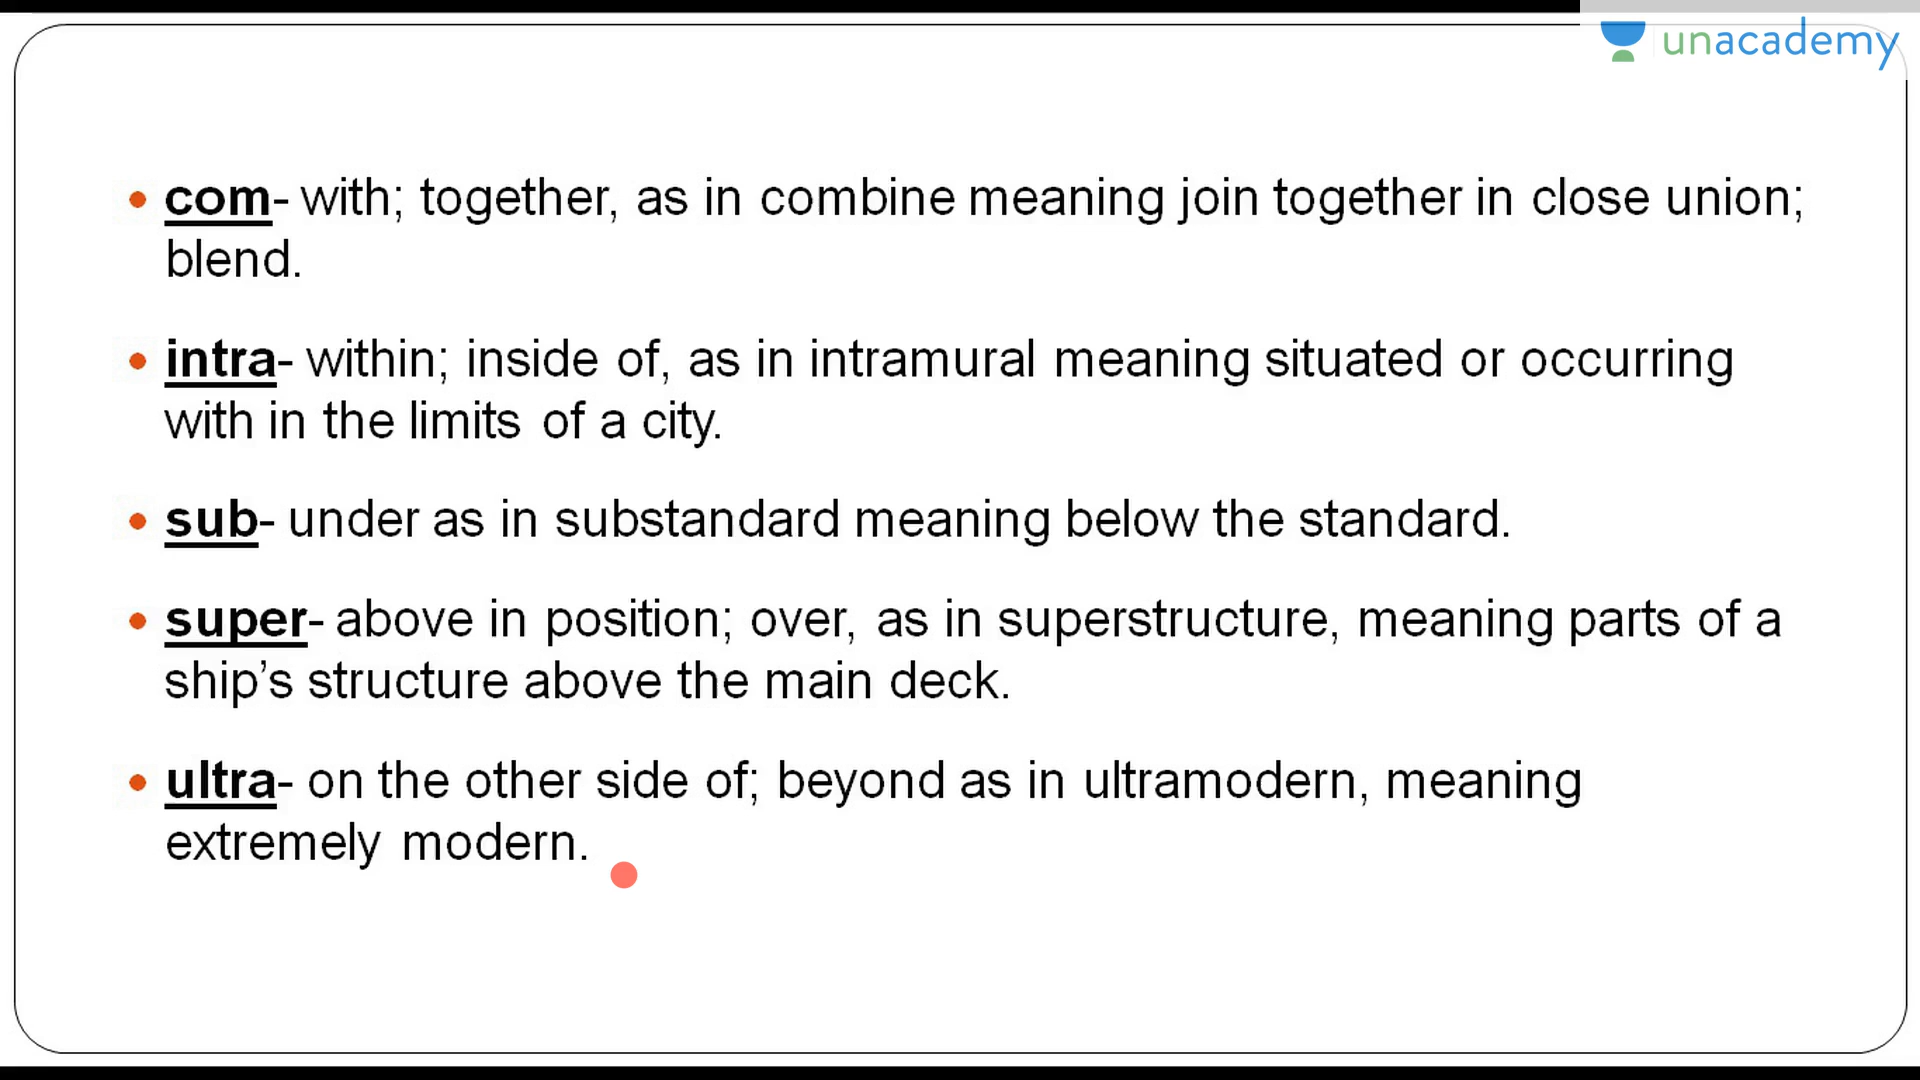 unacademy
com- with; together, as in combine meaning join together in close union;
blend.
intra- within; inside of, as in intramural meaning situated or occurring
with in the limits of a city.
sub- under as in substandard meaning below the standard.
super- above in position; over, as in superstructure, meaning parts of a
ship’s structure above the main deck.
ultra- on the other side of; beyond as in ultramodern, meaning
extremely modern.